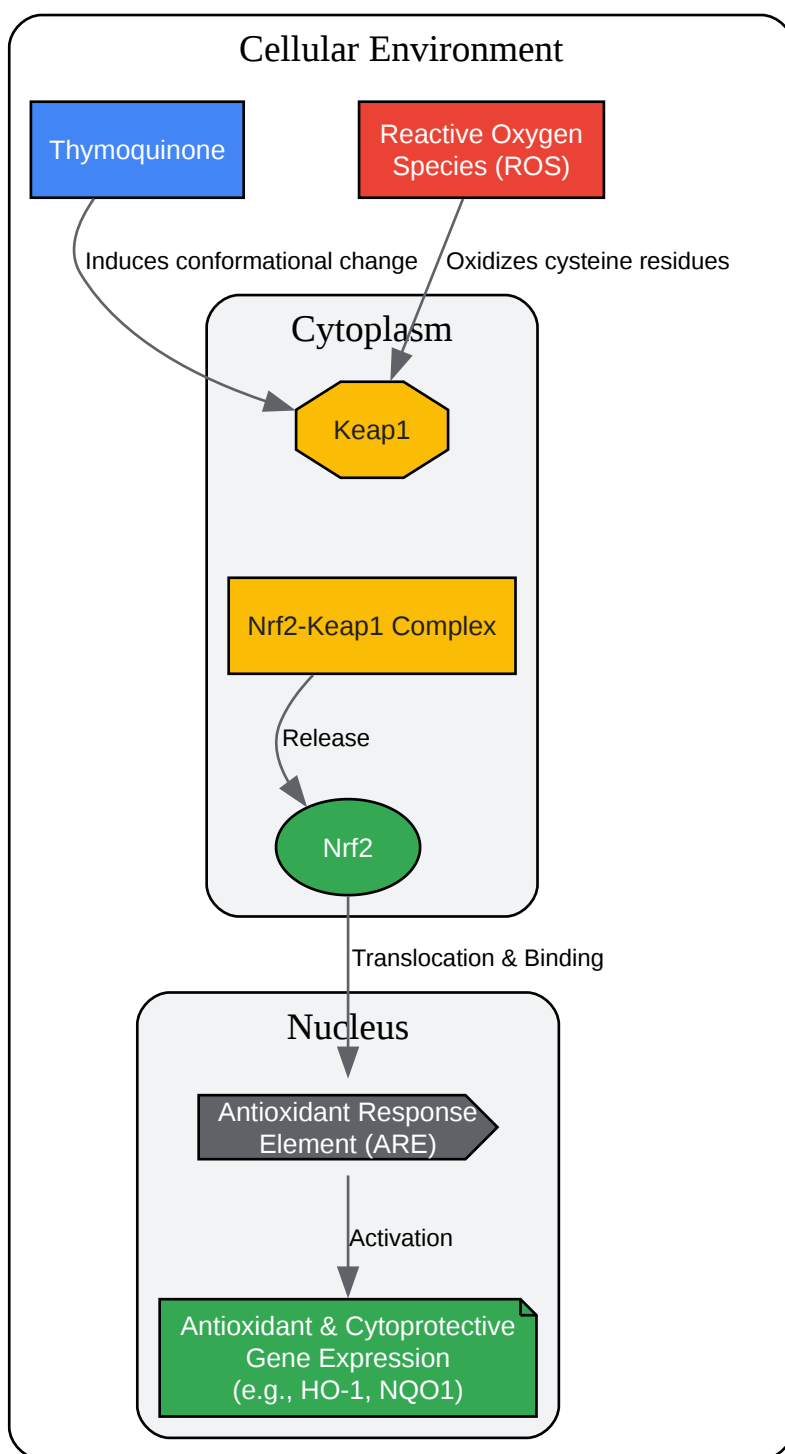 Cellular Environment
Thymoquinone
Reactive Oxygen
Species (ROS)
Induces conformational change
Oxidizes cysteine residues
Cytoplasm
Keap1
Nrf2-Keap1 Complex
Release
Nrf2
Translocation & Binding
Nucleus
Antioxidant Response
Element (ARE)
Activation
Antioxidant & Cytoprotective
Gene Expression
(e.g., HO-1, NQO1)